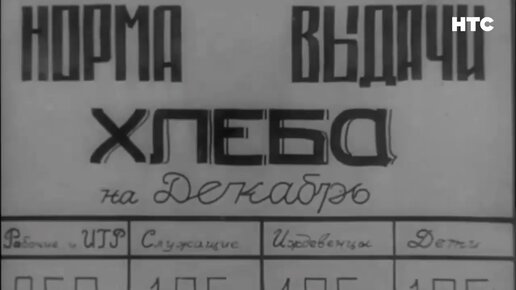 НТС
НОРМА ВЫДАЧИ
ХЛЕБА
на Декабрь
Рабочие и ИТР Служащие Иждевенцы Дети